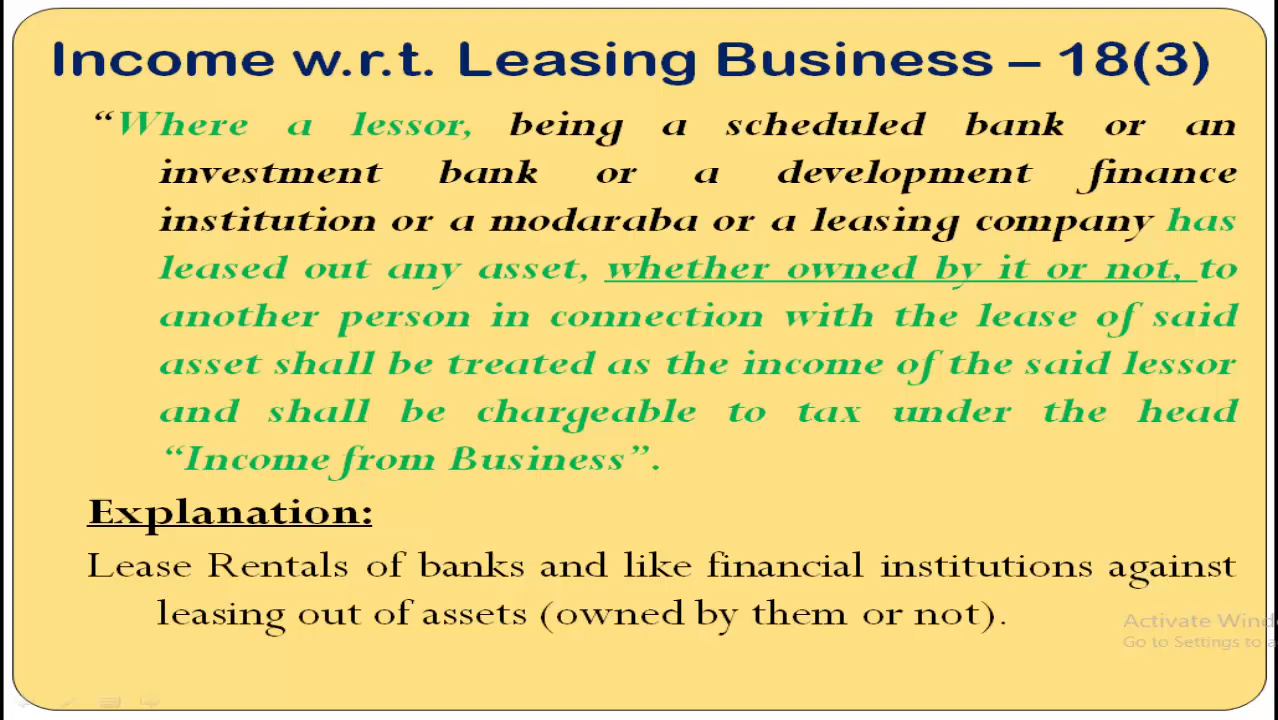 Income w.r.t. Leasing Business – 18(3)
“Where a lessor, being a scheduled bank or an
investment bank or a development finance
institution or a modaraba or a leasing company has
leased out any asset, whether owned by it or not, to
another person in connection with the lease of said
asset shall be treated as the income of the said lessor
and shall be chargeable to tax under the head
“Income from Business”.
Explanation:
Lease Rentals of banks and like financial institutions against
leasing out of assets (owned by them or not).
Activate Wind
Go to Settings to a